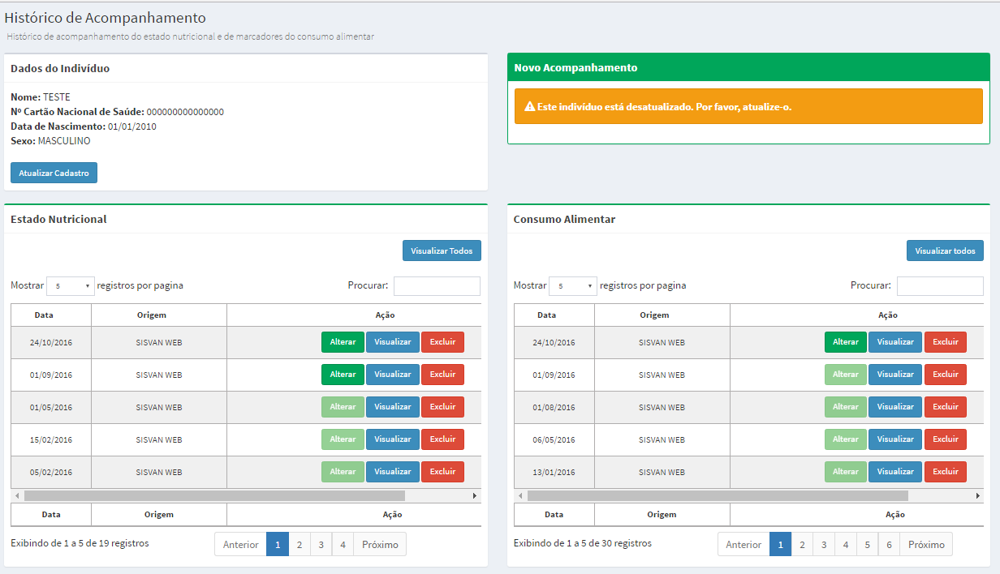 Histórico de Acompanhamento
Histórico de acompanhamento do estado nutricional e de marcadores do consumo alimentar
Dados do Indivíduo
Nome: TESTE
Nº Cartão Nacional de Saúde: 000000000000000
Data de Nascimento: 01/01/2010
Sexo: MASCULINO
Atualizar Cadastro
Novo Acompanhamento
Este indivíduo está desatualizado. Por favor, atualize-o.
Estado Nutricional
Visualizar Todos
Mostrar 5 registros por pagina Procurar:
Data Origem Ação
24/10/2016 SISVAN WEB Alterar Visualizar Excluir
01/09/2016 SISVAN WEB Alterar Visualizar Excluir
01/05/2016 SISVAN WEB Alterar Visualizar Excluir
15/02/2016 SISVAN WEB Alterar Visualizar Excluir
05/02/2016 SISVAN WEB Alterar Visualizar Excluir
Data Origem Ação
Exibindo de 1 a 5 de 19 registros Anterior 1 2 3 4 Próximo
Consumo Alimentar
Visualizar todos
Mostrar 5 registros por pagina Procurar:
Data Origem Ação
24/10/2016 SISVAN WEB Alterar Visualizar Excluir
01/09/2016 SISVAN WEB Alterar Visualizar Excluir
01/08/2016 SISVAN WEB Alterar Visualizar Excluir
06/05/2016 SISVAN WEB Alterar Visualizar Excluir
13/01/2016 SISVAN WEB Alterar Visualizar Excluir
Data Origem Ação
Exibindo de 1 a 5 de 30 registros Anterior 1 2 3 4 5 6 Próximo